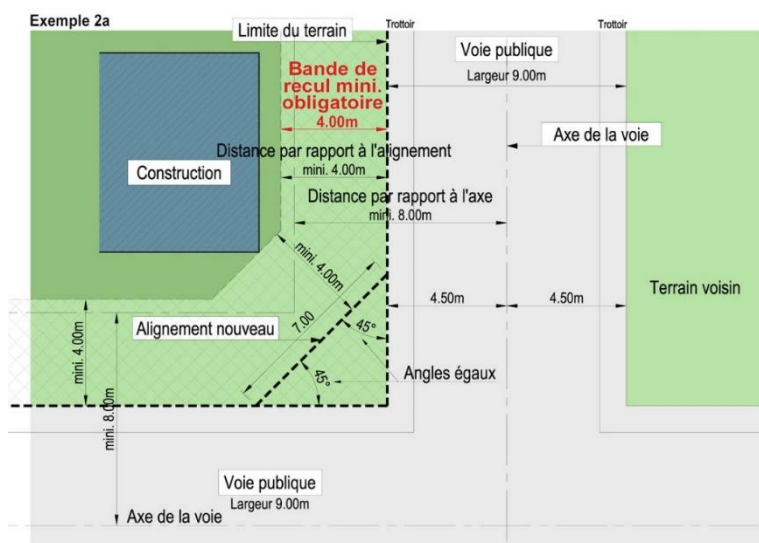 Exemple 2a
Trottoir
Trottoir
Limite du terrain
Voie publique
Largeur 9.00m
Bande de
recul mini.
obligatoire
4.00m
Axe de la voie
Distance par rapport à l'alignement
mini. 4.00m
Construction
Distance par rapport à l'axe
mini. 8.00m
mini. 4.00m
4.50m
4.50m
Terrain voisin
Alignement nouveau
7.00
45°
45°
Angles égaux
mini. 4.00m
mini. 8.00m
Voie publique
Largeur 9.00m
Axe de la voie